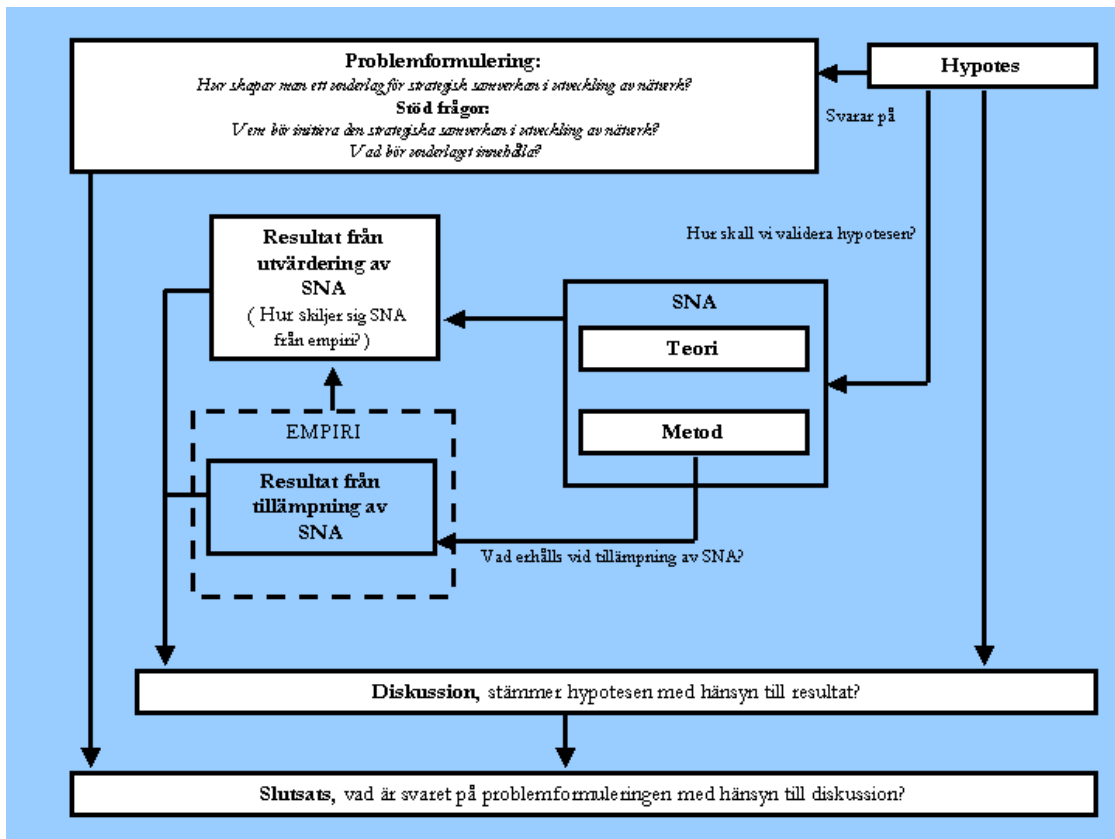 Problemformulering:
Hur skapar man ett underlag för strategisk samverkan i utveckling av nätverk?
Stöd frågor:
Vem bör initiera den strategiska samverkan i utveckling av nätverk?
Vad bör underlaget innehålla?
Hypotes
Svarar på
Hur skall vi validera hypotesen?
Resultat från
utvärdering av
SNA
( Hur skiljer sig SNA
från empiri? )
SNA
Teori
Metod
EMPIRI
Resultat från
tillämpning av
SNA
Vad erhålls vid tillämpning av SNA?
Diskussion, stämmer hypotesen med hänsyn till resultat?
Slutsats, vad är svaret på problemformuleringen med hänsyn till diskussion?